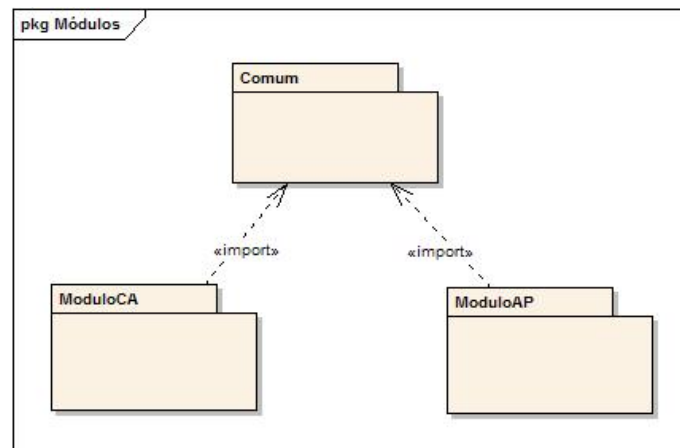 pkg Módulos
Comum
«import»
«import»
ModuloCA
ModuloAP